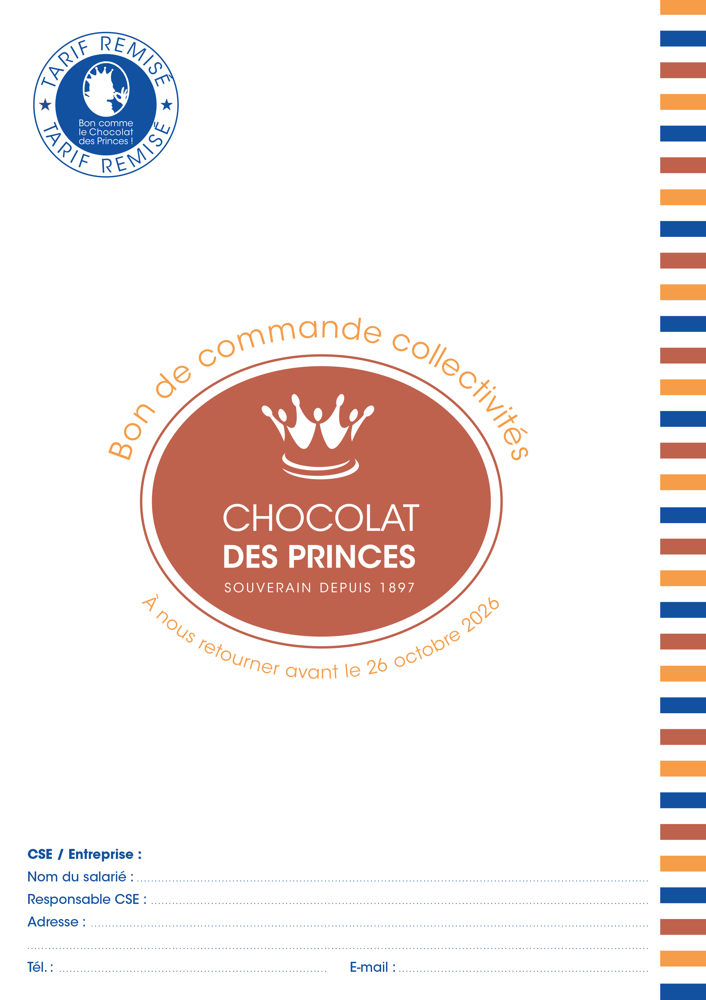 TARIF REMISÉ
Bon comme
le Chocolat
des Princes !
TARIF REMISÉ
Bon de commande collectivités
CHOCOLAT
DES PRINCES
SOUVERAIN DEPUIS 1897
À nous retourner avant le 26 octobre 2026
CSE / Entreprise :
Nom du salarié :
Responsable CSE :
Adresse :
Tél. : E-mail :